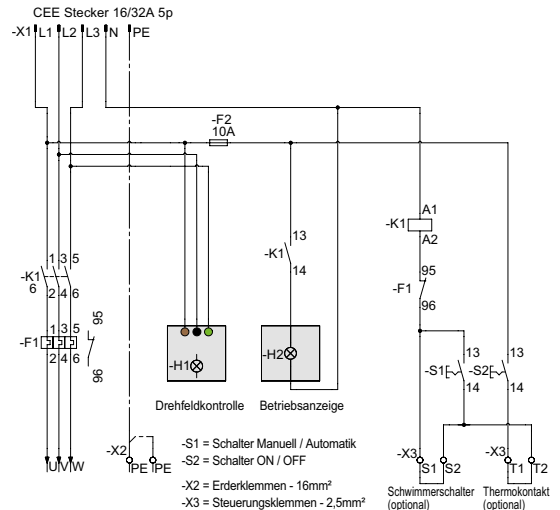 CEE Stecker 16/32A 5p
-X1 L1 L2 L3 N PE
-F2
10A
A1
-K1
A2
13
-K1
14
1 3 5
-K1
6
2 4 6
95
-F1
96
1 3 5
-F1
2 4 6
95
96
-H1
-H2
13
-S1
14
13
-S2
14
Drehfeldkontrolle
Betriebsanzeige
-S1 = Schalter Manuell / Automatik
-S2 = Schalter ON / OFF
-X2 = Erderklemmen - 16mm²
-X3 = Steuerungsklemmen - 2,5mm²
-X2
PE PE
U V W
-X3 S1 S2
-X3 T1 T2
Schwimmerschalter
(optional)
Thermokontakt
(optional)